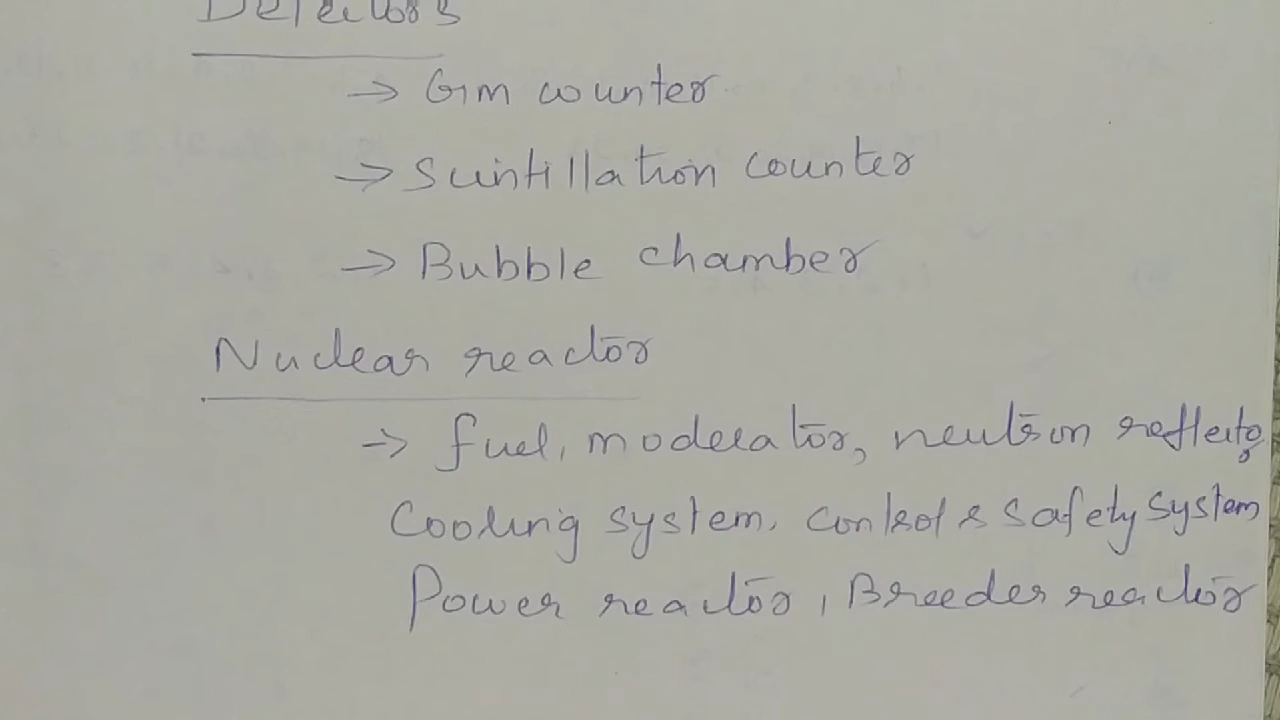 Detectors
→ GM counter
→ Scintillation counter
→ Bubble chamber
Nuclear reactor
→ fuel, moderator, neutron reflector,
Cooling system, control & safety system
Power reactor, Breeder reactor